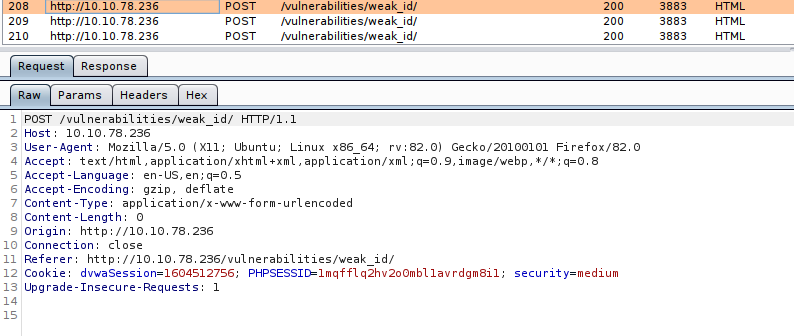 208 http://10.10.78.236 POST /vulnerabilities/weak_id/ 200 3883 HTML
209 http://10.10.78.236 POST /vulnerabilities/weak_id/ 200 3883 HTML
210 http://10.10.78.236 POST /vulnerabilities/weak_id/ 200 3883 HTML
Request Response
Raw Params Headers Hex
1 POST /vulnerabilities/weak_id/ HTTP/1.1
2 Host: 10.10.78.236
3 User-Agent: Mozilla/5.0 (X11; Ubuntu; Linux x86_64; rv:82.0) Gecko/20100101 Firefox/82.0
4 Accept: text/html,application/xhtml+xml,application/xml;q=0.9,image/webp,*/*;q=0.8
5 Accept-Language: en-US,en;q=0.5
6 Accept-Encoding: gzip, deflate
7 Content-Type: application/x-www-form-urlencoded
8 Content-Length: 0
9 Origin: http://10.10.78.236
10 Connection: close
11 Referer: http://10.10.78.236/vulnerabilities/weak_id/
12 Cookie: dvwaSession=1604512756; PHPSESSID=1mqfflq2hv2o0mbl1avrdgm8i1; security=medium
13 Upgrade-Insecure-Requests: 1
14
15